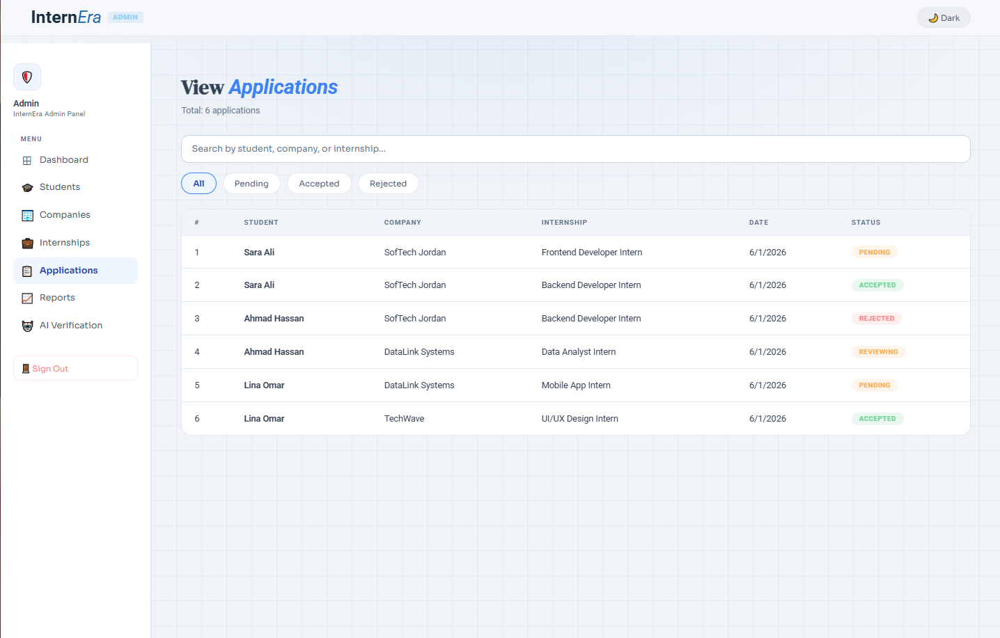 InternEra ADMIN
🌙 Dark
Admin
InternEra Admin Panel
MENU
Dashboard
Students
Companies
Internships
Applications
Reports
AI Verification
Sign Out
View Applications
Total: 6 applications
Search by student, company, or internship...
All Pending Accepted Rejected
# STUDENT COMPANY INTERNSHIP DATE STATUS
1 Sara Ali SofTech Jordan Frontend Developer Intern 6/1/2026 PENDING
2 Sara Ali SofTech Jordan Backend Developer Intern 6/1/2026 ACCEPTED
3 Ahmad Hassan SofTech Jordan Backend Developer Intern 6/1/2026 REJECTED
4 Ahmad Hassan DataLink Systems Data Analyst Intern 6/1/2026 REVIEWING
5 Lina Omar DataLink Systems Mobile App Intern 6/1/2026 PENDING
6 Lina Omar TechWave UI/UX Design Intern 6/1/2026 ACCEPTED